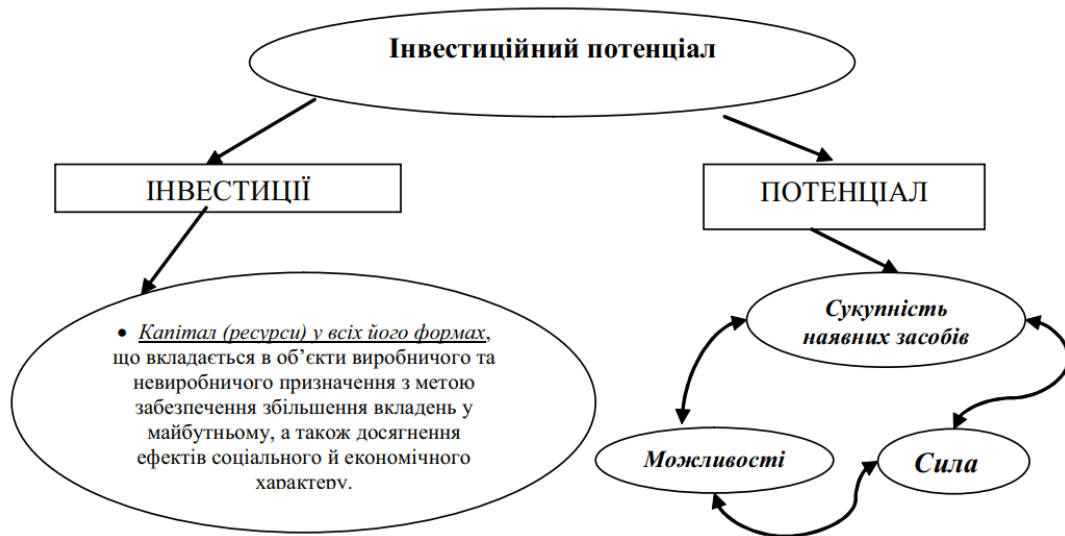 Інвестиційний потенціал
ІНВЕСТИЦІЇ
ПОТЕНЦІАЛ
• Капітал (ресурси) у всіх його формах,
що вкладається в об’єкти виробничого та
невиробничого призначення з метою
забезпечення збільшення вкладень у
майбутньому, а також досягнення
ефектів соціального й економічного
характеру.
Сукупність
наявних засобів
Можливості
Сила